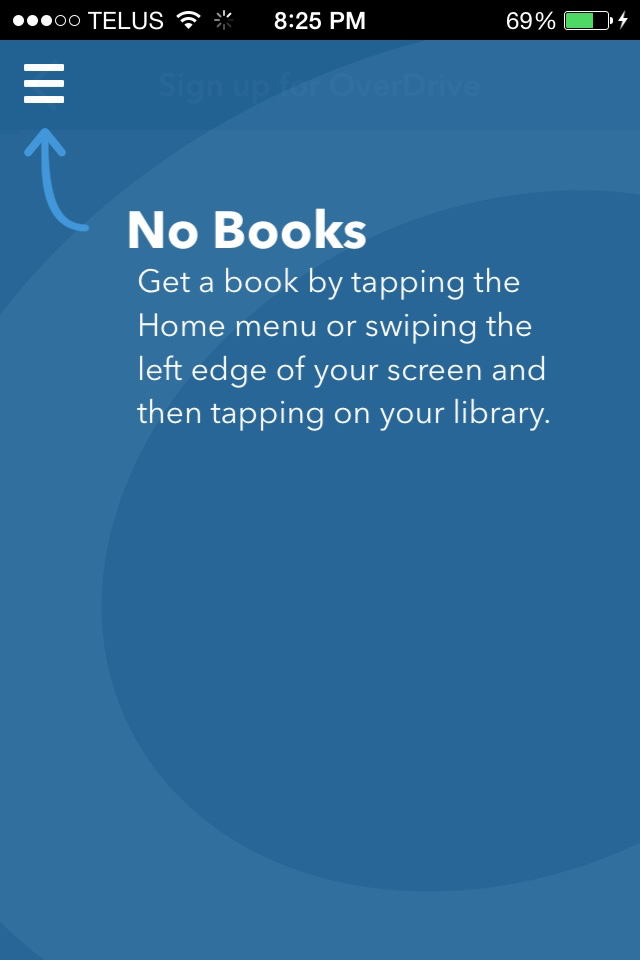 TELUS 8:25 PM 69%
Sign up for OverDrive
No Books
Get a book by tapping the
Home menu or swiping the
left edge of your screen and
then tapping on your library.